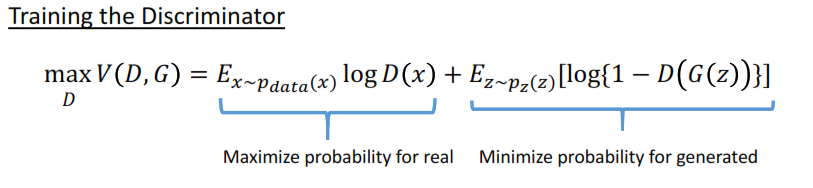 Training the Discriminator
max V(D, G) = E_{x~p_{data}(x)} log D(x) + E_{z~p_z(z)}[log{1 − D(G(z))}]
D
Maximize probability for real Minimize probability for generated